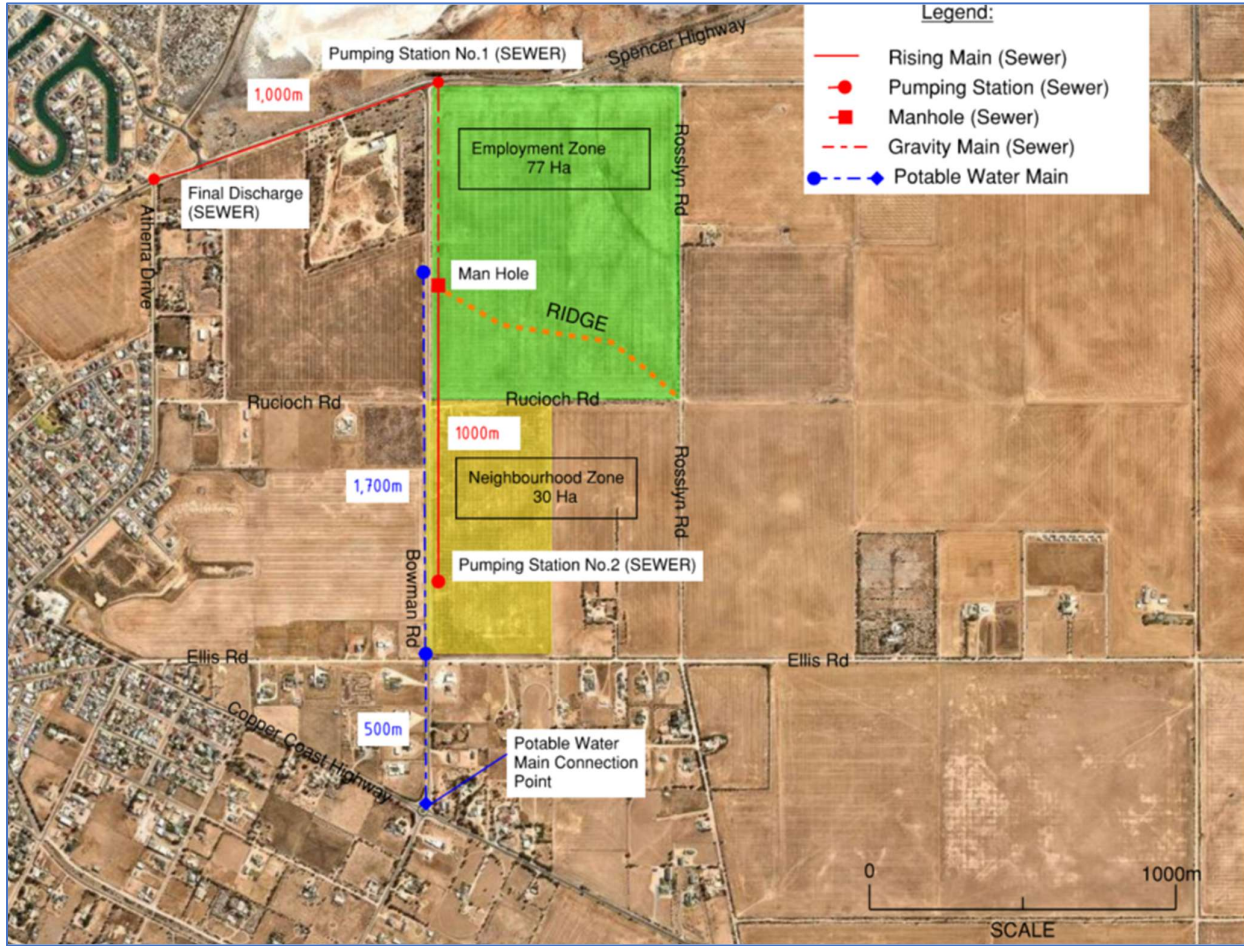 Legend:
Rising Main (Sewer)
Pumping Station (Sewer)
Manhole (Sewer)
Gravity Main (Sewer)
Potable Water Main
Pumping Station No.1 (SEWER)
Spencer Highway
1,000m
Employment Zone
77 Ha
Rosslyn Rd
Final Discharge
(SEWER)
Athena Drive
Man Hole
RIDGE
Rucioch Rd
Rucioch Rd
1000m
Neighbourhood Zone
30 Ha
1,700m
Rosslyn Rd
Bowman Rd
Pumping Station No.2 (SEWER)
Ellis Rd
Ellis Rd
Copper Coast Highway
500m
Potable Water
Main Connection
Point
0
1000m
SCALE